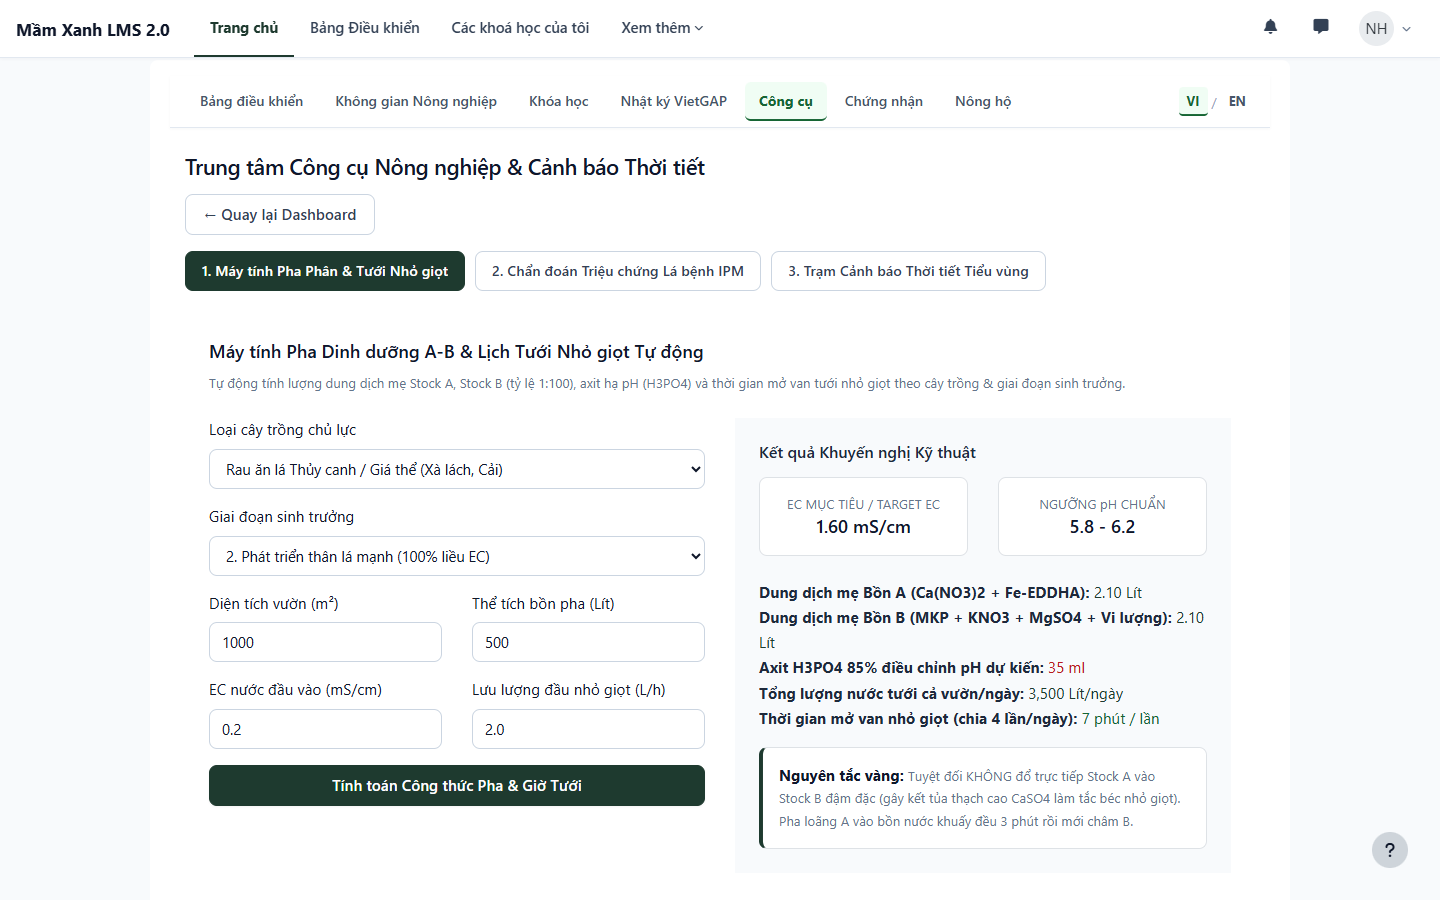 Mầm Xanh LMS 2.0
Trang chủ
Bảng Điều khiển
Các khoá học của tôi
Xem thêm
NH
Bảng điều khiển
Không gian Nông nghiệp
Khóa học
Nhật ký VietGAP
Công cụ
Chứng nhận
Nông hộ
VI / EN
Trung tâm Công cụ Nông nghiệp & Cảnh báo Thời tiết
← Quay lại Dashboard
1. Máy tính Pha Phân & Tưới Nhỏ giọt
2. Chẩn đoán Triệu chứng Lá bệnh IPM
3. Trạm Cảnh báo Thời tiết Tiểu vùng
Máy tính Pha Dinh dưỡng A-B & Lịch Tưới Nhỏ giọt Tự động
Tự động tính lượng dung dịch mẹ Stock A, Stock B (tỷ lệ 1:100), axit hạ pH (H3PO4) và thời gian mở van tưới nhỏ giọt theo cây trồng & giai đoạn sinh trưởng.
Loại cây trồng chủ lực
Rau ăn lá Thủy canh / Giá thể (Xà lách, Cải)
Giai đoạn sinh trưởng
2. Phát triển thân lá mạnh (100% liều EC)
Diện tích vườn (m²)
Thể tích bồn pha (Lít)
1000
500
EC nước đầu vào (mS/cm)
Lưu lượng đầu nhỏ giọt (L/h)
0.2
2.0
Tính toán Công thức Pha & Giờ Tưới
Kết quả Khuyến nghị Kỹ thuật
EC MỤC TIÊU / TARGET EC
1.60 mS/cm
NGƯỠNG pH CHUẨN
5.8 - 6.2
Dung dịch mẹ Bồn A (Ca(NO3)2 + Fe-EDDHA): 2.10 Lít
Dung dịch mẹ Bồn B (MKP + KNO3 + MgSO4 + Vi lượng): 2.10
Lít
Axit H3PO4 85% điều chỉnh pH dự kiến: 35 ml
Tổng lượng nước tưới cả vườn/ngày: 3,500 Lít/ngày
Thời gian mở van nhỏ giọt (chia 4 lần/ngày): 7 phút / lần
Nguyên tắc vàng: Tuyệt đối KHÔNG đổ trực tiếp Stock A vào
Stock B đậm đặc (gây kết tủa thạch cao CaSO4 làm tắc béc nhỏ giọt).
Pha loãng A vào bồn nước khuấy đều 3 phút rồi mới châm B.
?